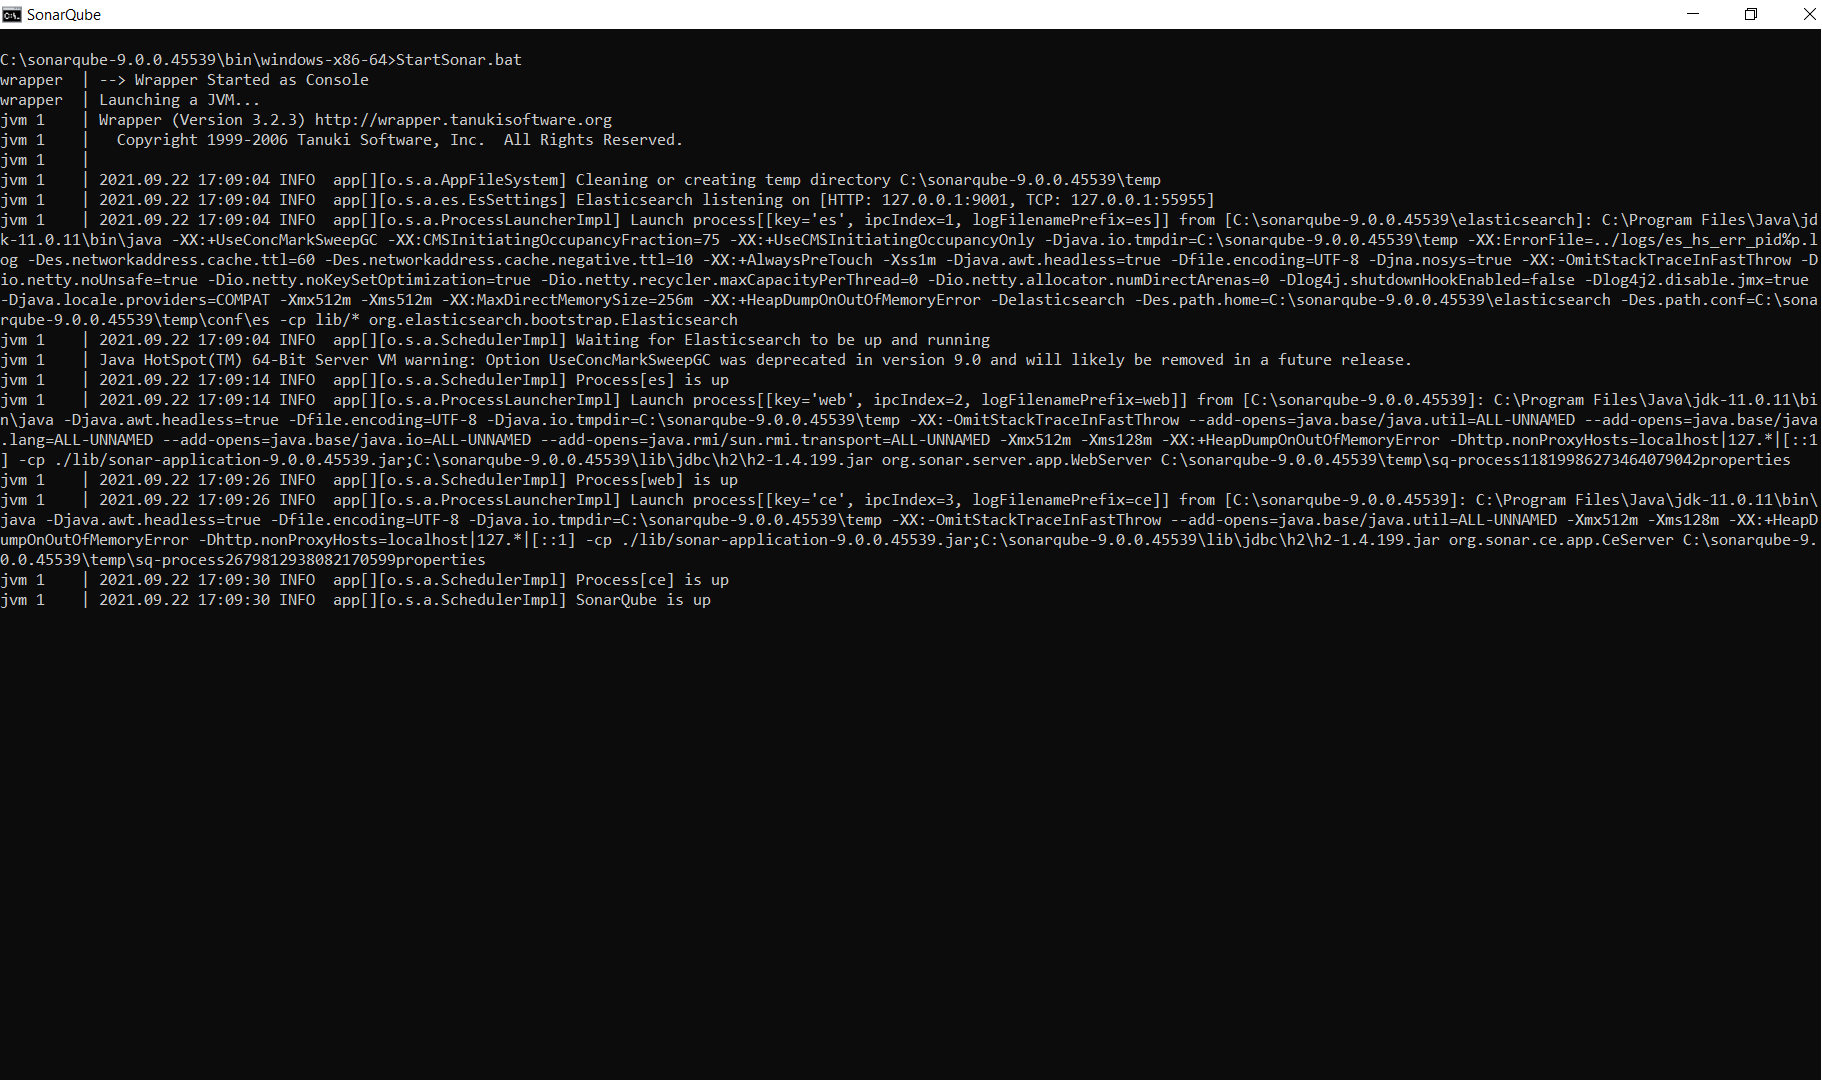 SonarQube
C:\sonarqube-9.0.0.45539\bin\windows-x86-64>StartSonar.bat
wrapper  | --> Wrapper Started as Console
wrapper  | Launching a JVM...
jvm 1    | Wrapper (Version 3.2.3) http://wrapper.tanukisoftware.org
jvm 1    |   Copyright 1999-2006 Tanuki Software, Inc.  All Rights Reserved.
jvm 1    |
jvm 1    | 2021.09.22 17:09:04 INFO  app[][o.s.a.AppFileSystem] Cleaning or creating temp directory C:\sonarqube-9.0.0.45539\temp
jvm 1    | 2021.09.22 17:09:04 INFO  app[][o.s.a.es.EsSettings] Elasticsearch listening on [HTTP: 127.0.0.1:9001, TCP: 127.0.0.1:55955]
jvm 1    | 2021.09.22 17:09:04 INFO  app[][o.s.a.ProcessLauncherImpl] Launch process[[key='es', ipcIndex=1, logFilenamePrefix=es]] from [C:\sonarqube-9.0.0.45539\elasticsearch]: C:\Program Files\Java\jd
k-11.0.11\bin\java -XX:+UseConcMarkSweepGC -XX:CMSInitiatingOccupancyFraction=75 -XX:+UseCMSInitiatingOccupancyOnly -Djava.io.tmpdir=C:\sonarqube-9.0.0.45539\temp -XX:ErrorFile=../logs/es_hs_err_pid%p.l
og -Des.networkaddress.cache.ttl=60 -Des.networkaddress.cache.negative.ttl=10 -XX:+AlwaysPreTouch -Xss1m -Djava.awt.headless=true -Dfile.encoding=UTF-8 -Djna.nosys=true -XX:-OmitStackTraceInFastThrow -D
io.netty.noUnsafe=true -Dio.netty.noKeySetOptimization=true -Dio.netty.recycler.maxCapacityPerThread=0 -Dio.netty.allocator.numDirectArenas=0 -Dlog4j.shutdownHookEnabled=false -Dlog4j2.disable.jmx=true
-Djava.locale.providers=COMPAT -Xmx512m -Xms512m -XX:MaxDirectMemorySize=256m -XX:+HeapDumpOnOutOfMemoryError -Delasticsearch -Des.path.home=C:\sonarqube-9.0.0.45539\elasticsearch -Des.path.conf=C:\sona
rqube-9.0.0.45539\temp\conf\es -cp lib/* org.elasticsearch.bootstrap.Elasticsearch
jvm 1    | 2021.09.22 17:09:04 INFO  app[][o.s.a.SchedulerImpl] Waiting for Elasticsearch to be up and running
jvm 1    | Java HotSpot(TM) 64-Bit Server VM warning: Option UseConcMarkSweepGC was deprecated in version 9.0 and will likely be removed in a future release.
jvm 1    | 2021.09.22 17:09:14 INFO  app[][o.s.a.SchedulerImpl] Process[es] is up
jvm 1    | 2021.09.22 17:09:14 INFO  app[][o.s.a.ProcessLauncherImpl] Launch process[[key='web', ipcIndex=2, logFilenamePrefix=web]] from [C:\sonarqube-9.0.0.45539]: C:\Program Files\Java\jdk-11.0.11\bi
n\java -Djava.awt.headless=true -Dfile.encoding=UTF-8 -Djava.io.tmpdir=C:\sonarqube-9.0.0.45539\temp -XX:-OmitStackTraceInFastThrow --add-opens=java.base/java.util=ALL-UNNAMED --add-opens=java.base/java
.lang=ALL-UNNAMED --add-opens=java.base/java.io=ALL-UNNAMED --add-opens=java.rmi/sun.rmi.transport=ALL-UNNAMED -Xmx512m -Xms128m -XX:+HeapDumpOnOutOfMemoryError -Dhttp.nonProxyHosts=localhost|127.*|[::1
] -cp ./lib/sonar-application-9.0.0.45539.jar;C:\sonarqube-9.0.0.45539\lib\jdbc\h2\h2-1.4.199.jar org.sonar.server.app.WebServer C:\sonarqube-9.0.0.45539\temp\sq-process11819986273464079042properties
jvm 1    | 2021.09.22 17:09:26 INFO  app[][o.s.a.SchedulerImpl] Process[web] is up
jvm 1    | 2021.09.22 17:09:26 INFO  app[][o.s.a.ProcessLauncherImpl] Launch process[[key='ce', ipcIndex=3, logFilenamePrefix=ce]] from [C:\sonarqube-9.0.0.45539]: C:\Program Files\Java\jdk-11.0.11\bin\
java -Djava.awt.headless=true -Dfile.encoding=UTF-8 -Djava.io.tmpdir=C:\sonarqube-9.0.0.45539\temp -XX:-OmitStackTraceInFastThrow --add-opens=java.base/java.util=ALL-UNNAMED -Xmx512m -Xms128m -XX:+HeapD
umpOnOutOfMemoryError -Dhttp.nonProxyHosts=localhost|127.*|[::1] -cp ./lib/sonar-application-9.0.0.45539.jar;C:\sonarqube-9.0.0.45539\lib\jdbc\h2\h2-1.4.199.jar org.sonar.ce.app.CeServer C:\sonarqube-9.
0.0.45539\temp\sq-process2679812938082170599properties
jvm 1    | 2021.09.22 17:09:30 INFO  app[][o.s.a.SchedulerImpl] Process[ce] is up
jvm 1    | 2021.09.22 17:09:30 INFO  app[][o.s.a.SchedulerImpl] SonarQube is up